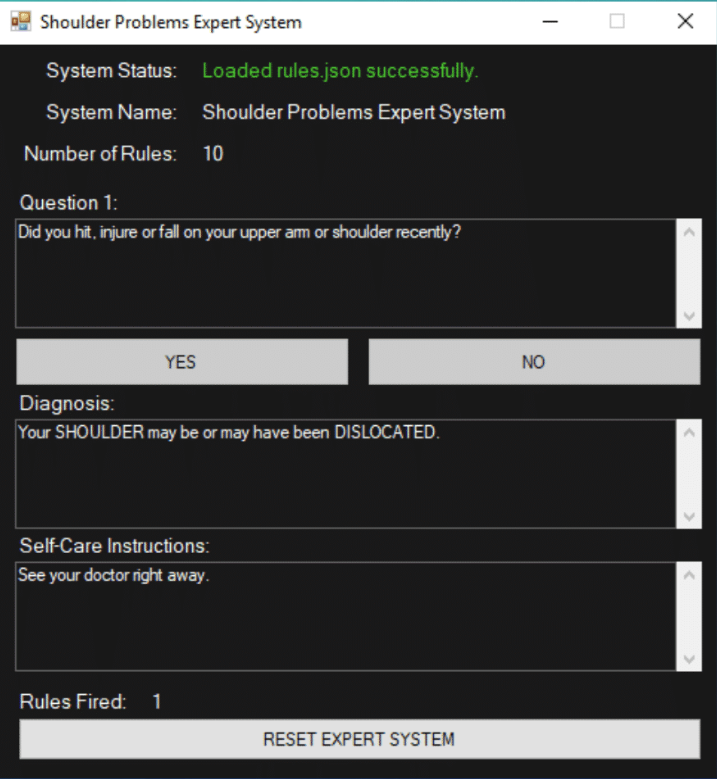 Shoulder Problems Expert System
System Status: Loaded rules.json successfully.
System Name: Shoulder Problems Expert System
Number of Rules: 10
Question 1:
Did you hit, injure or fall on your upper arm or shoulder recently?
YES NO
Diagnosis:
Your SHOULDER may be or may have been DISLOCATED.
Self-Care Instructions:
See your doctor right away.
Rules Fired: 1
RESET EXPERT SYSTEM